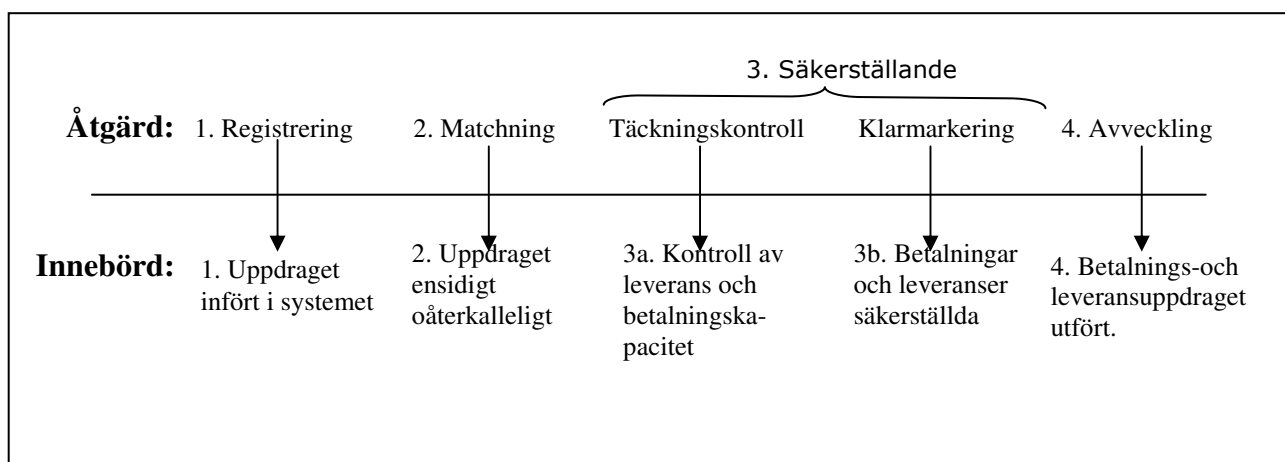 3. Säkerställande
Åtgärd: 1. Registrering 2. Matchning Täckningskontroll Klarmarkering 4. Avveckling
Innebörd:
1. Uppdraget
infört i systemet
2. Uppdraget
ensidigt
oåterkalleligt
3a. Kontroll av
leverans och
betalningska-
pacitet
3b. Betalningar
och leveranser
säkerställda
4. Betalnings-och
leveransuppdraget
utfört.